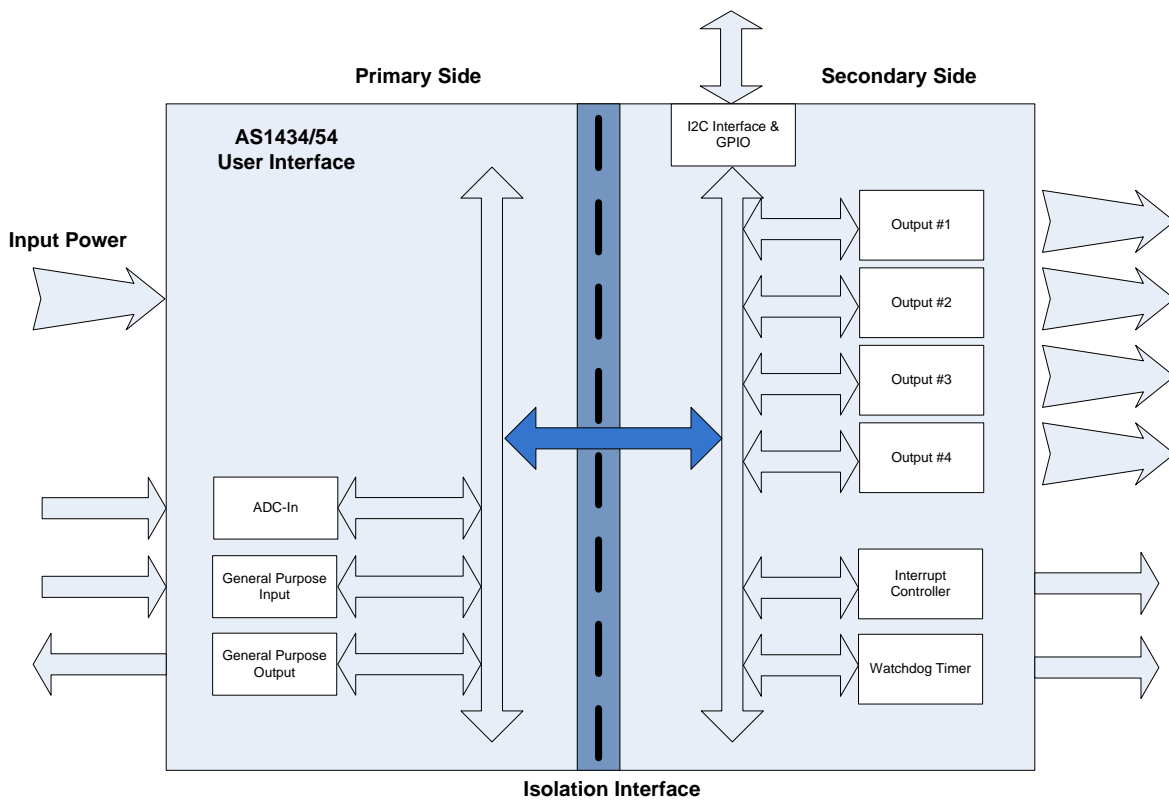 Primary Side
Secondary Side
AS1434/54
User Interface
I2C Interface &
GPIO
Input Power
Output #1
Output #2
Output #3
Output #4
ADC-In
General Purpose
Input
General Purpose
Output
Interrupt
Controller
Watchdog Timer
Isolation Interface